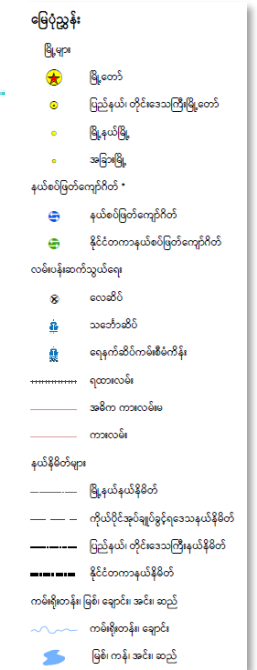 မြေပုံညွှန်း
မြို့များ
မြို့တော်
ပြည်နယ်၊ တိုင်းဒေသကြီးမြို့တော်
မြို့နယ်မြို့
အခြားမြို့
နယ်စပ်ဖြတ်ကျော်ဂိတ် *
နယ်စပ်ဖြတ်ကျော်ဂိတ်
နိုင်ငံတကာနယ်စပ်ဖြတ်ကျော်ဂိတ်
လမ်းပန်းဆက်သွယ်ရေး
လေဆိပ်
သင်္ဘောဆိပ်
ရေနက်ဆိပ်ကမ်းစီမံကိန်း
ရထားလမ်း
အဓိက ကားလမ်းမ
ကားလမ်း
နယ်နိမိတ်များ
မြို့နယ်နယ်နိမိတ်
ကိုယ်ပိုင်အုပ်ချုပ်ခွင့်ရဒေသနယ်နိမိတ်
ပြည်နယ်၊ တိုင်းဒေသကြီးနယ်နိမိတ်
နိုင်ငံတကာနယ်နိမိတ်
ကမ်းရိုးတန်း၊ မြစ်၊ ချောင်း၊ အင်း၊ ဆည်
ကမ်းရိုးတန်း၊ ချောင်း
မြစ်၊ ကန်၊ အင်း၊ ဆည်